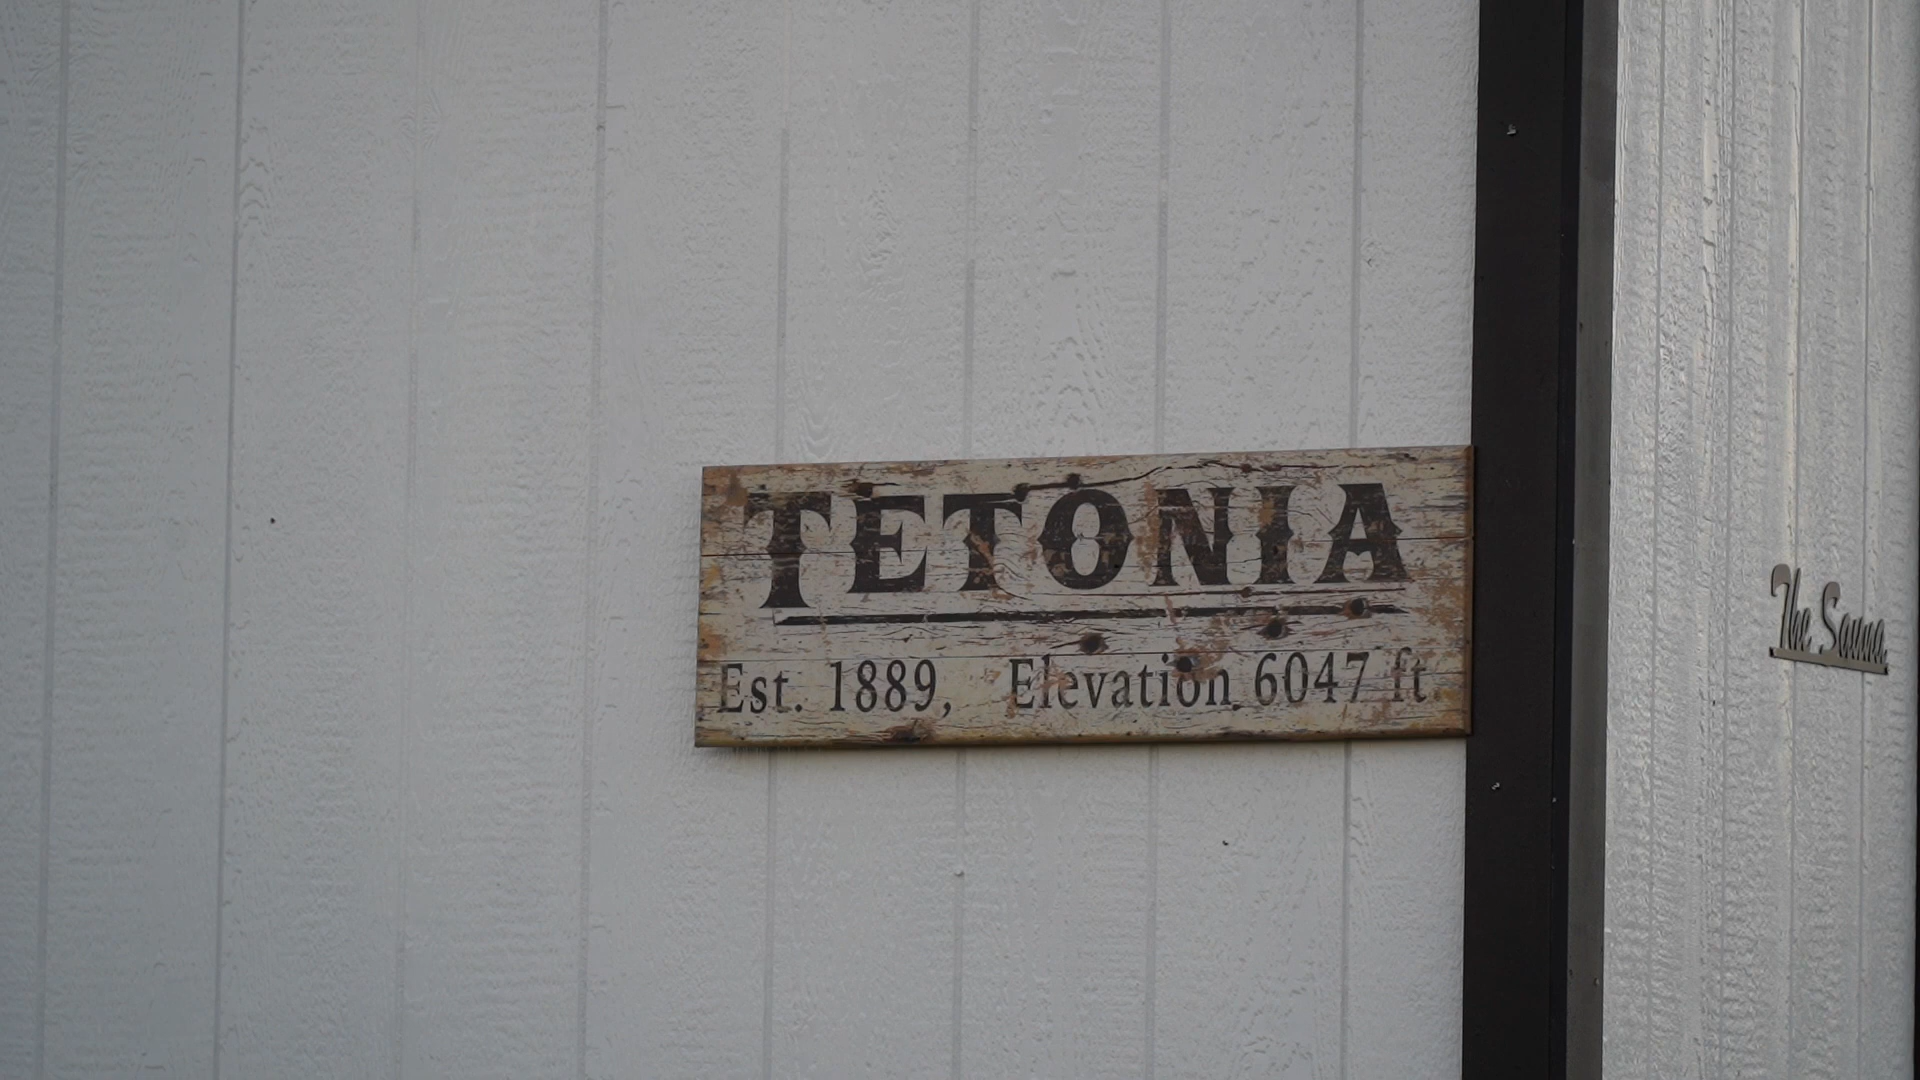 TETONIA
Est. 1889, Elevation 6047 ft.
The Sauna